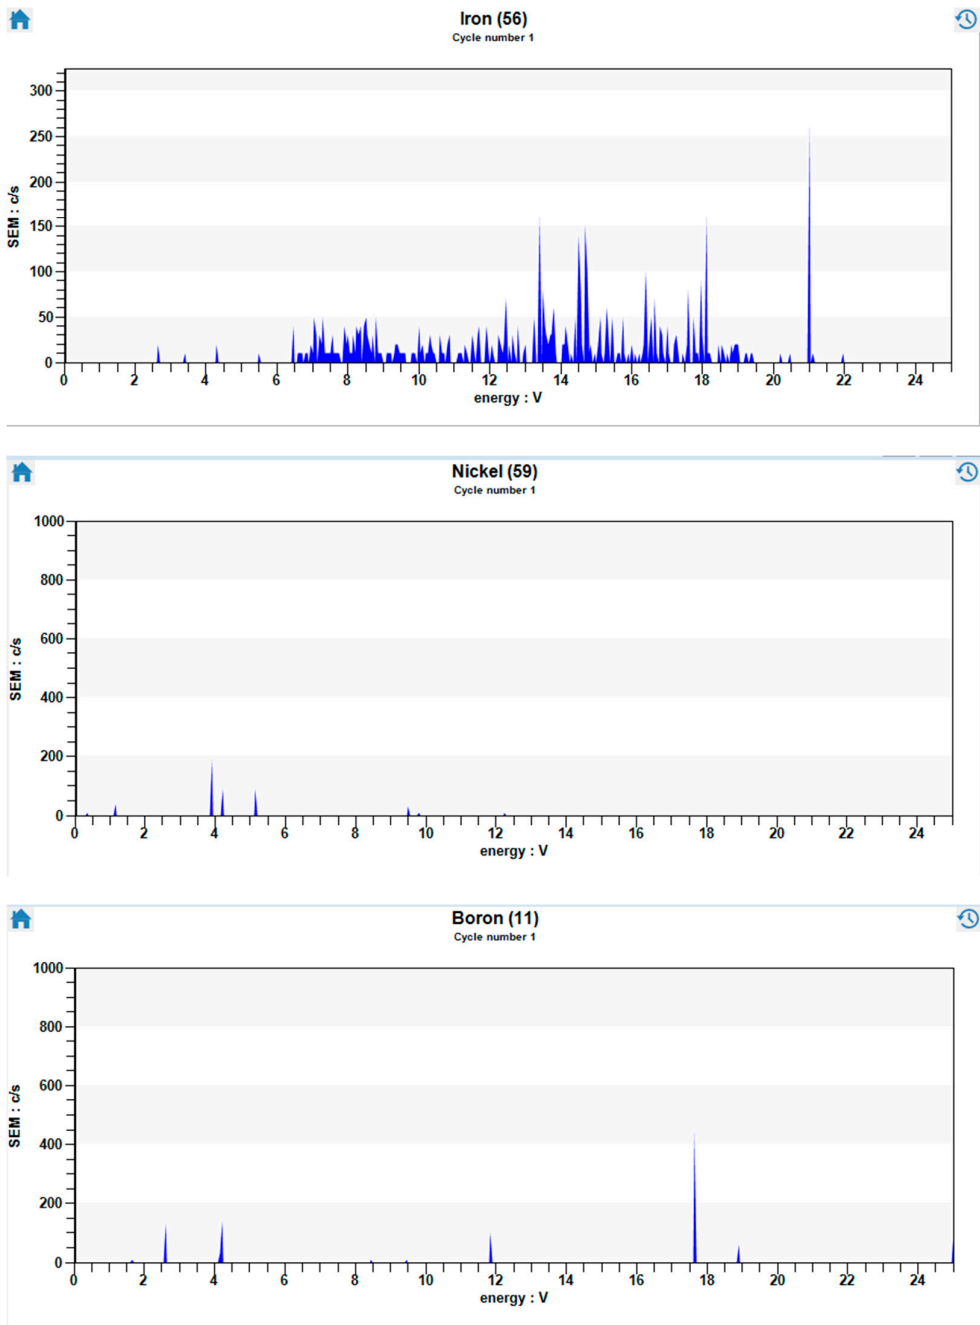 Iron (56)
Cycle number 1
300
250
200
150
100
50
0
SEM : c/s
0 2 4 6 8 10 12 14 16 18 20 22 24
energy : V
Nickel (59)
Cycle number 1
1000
800
600
400
200
0
SEM : c/s
0 2 4 6 8 10 12 14 16 18 20 22 24
energy : V
Boron (11)
Cycle number 1
1000
800
600
400
200
0
SEM : c/s
0 2 4 6 8 10 12 14 16 18 20 22 24
energy : V